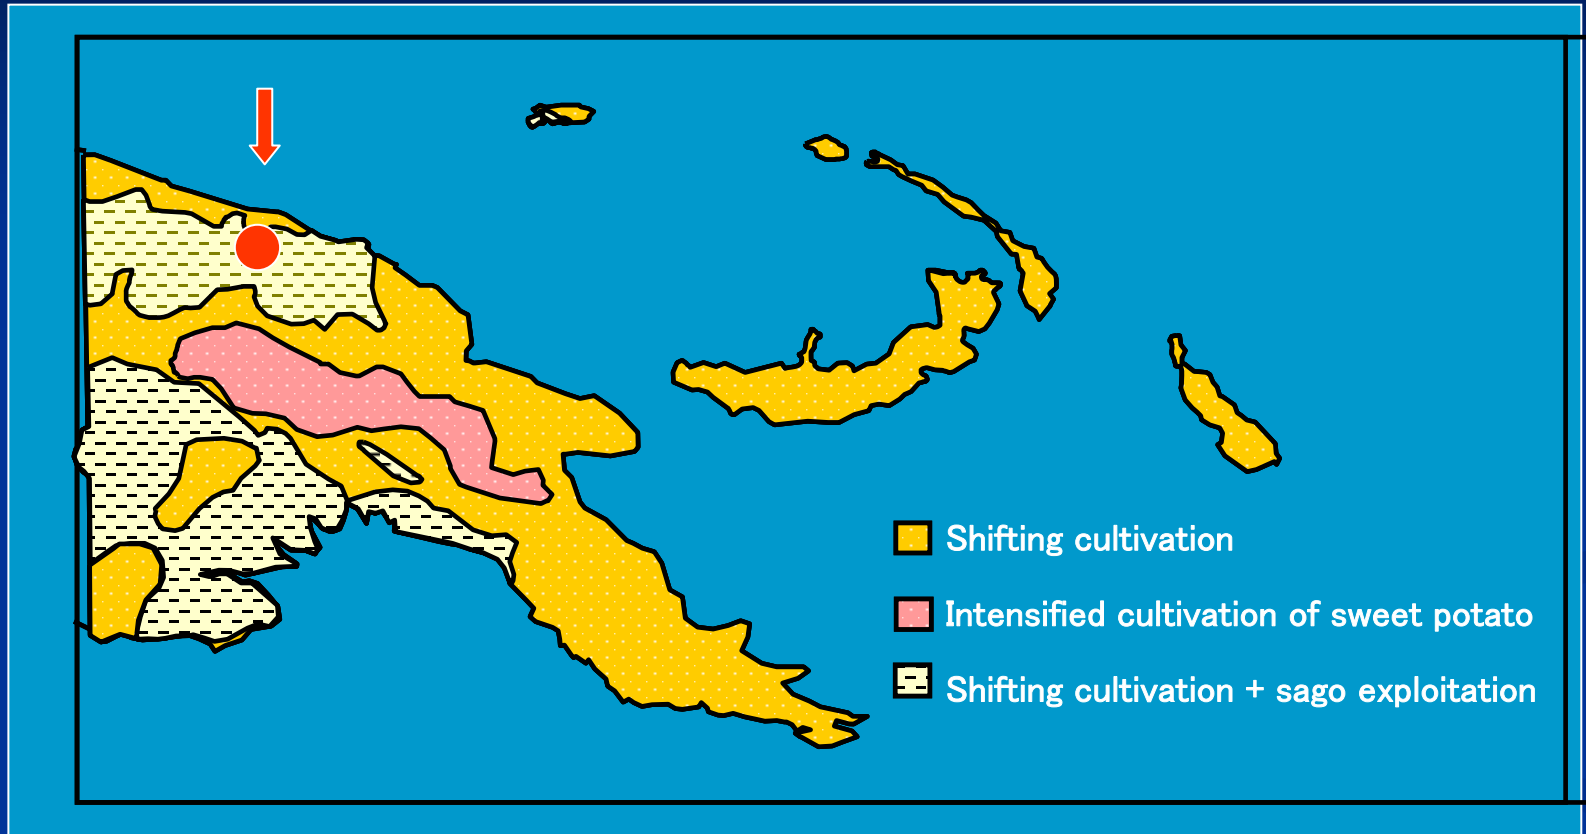 Shifting cultivation
Intensified cultivation of sweet potato
Shifting cultivation + sago exploitation